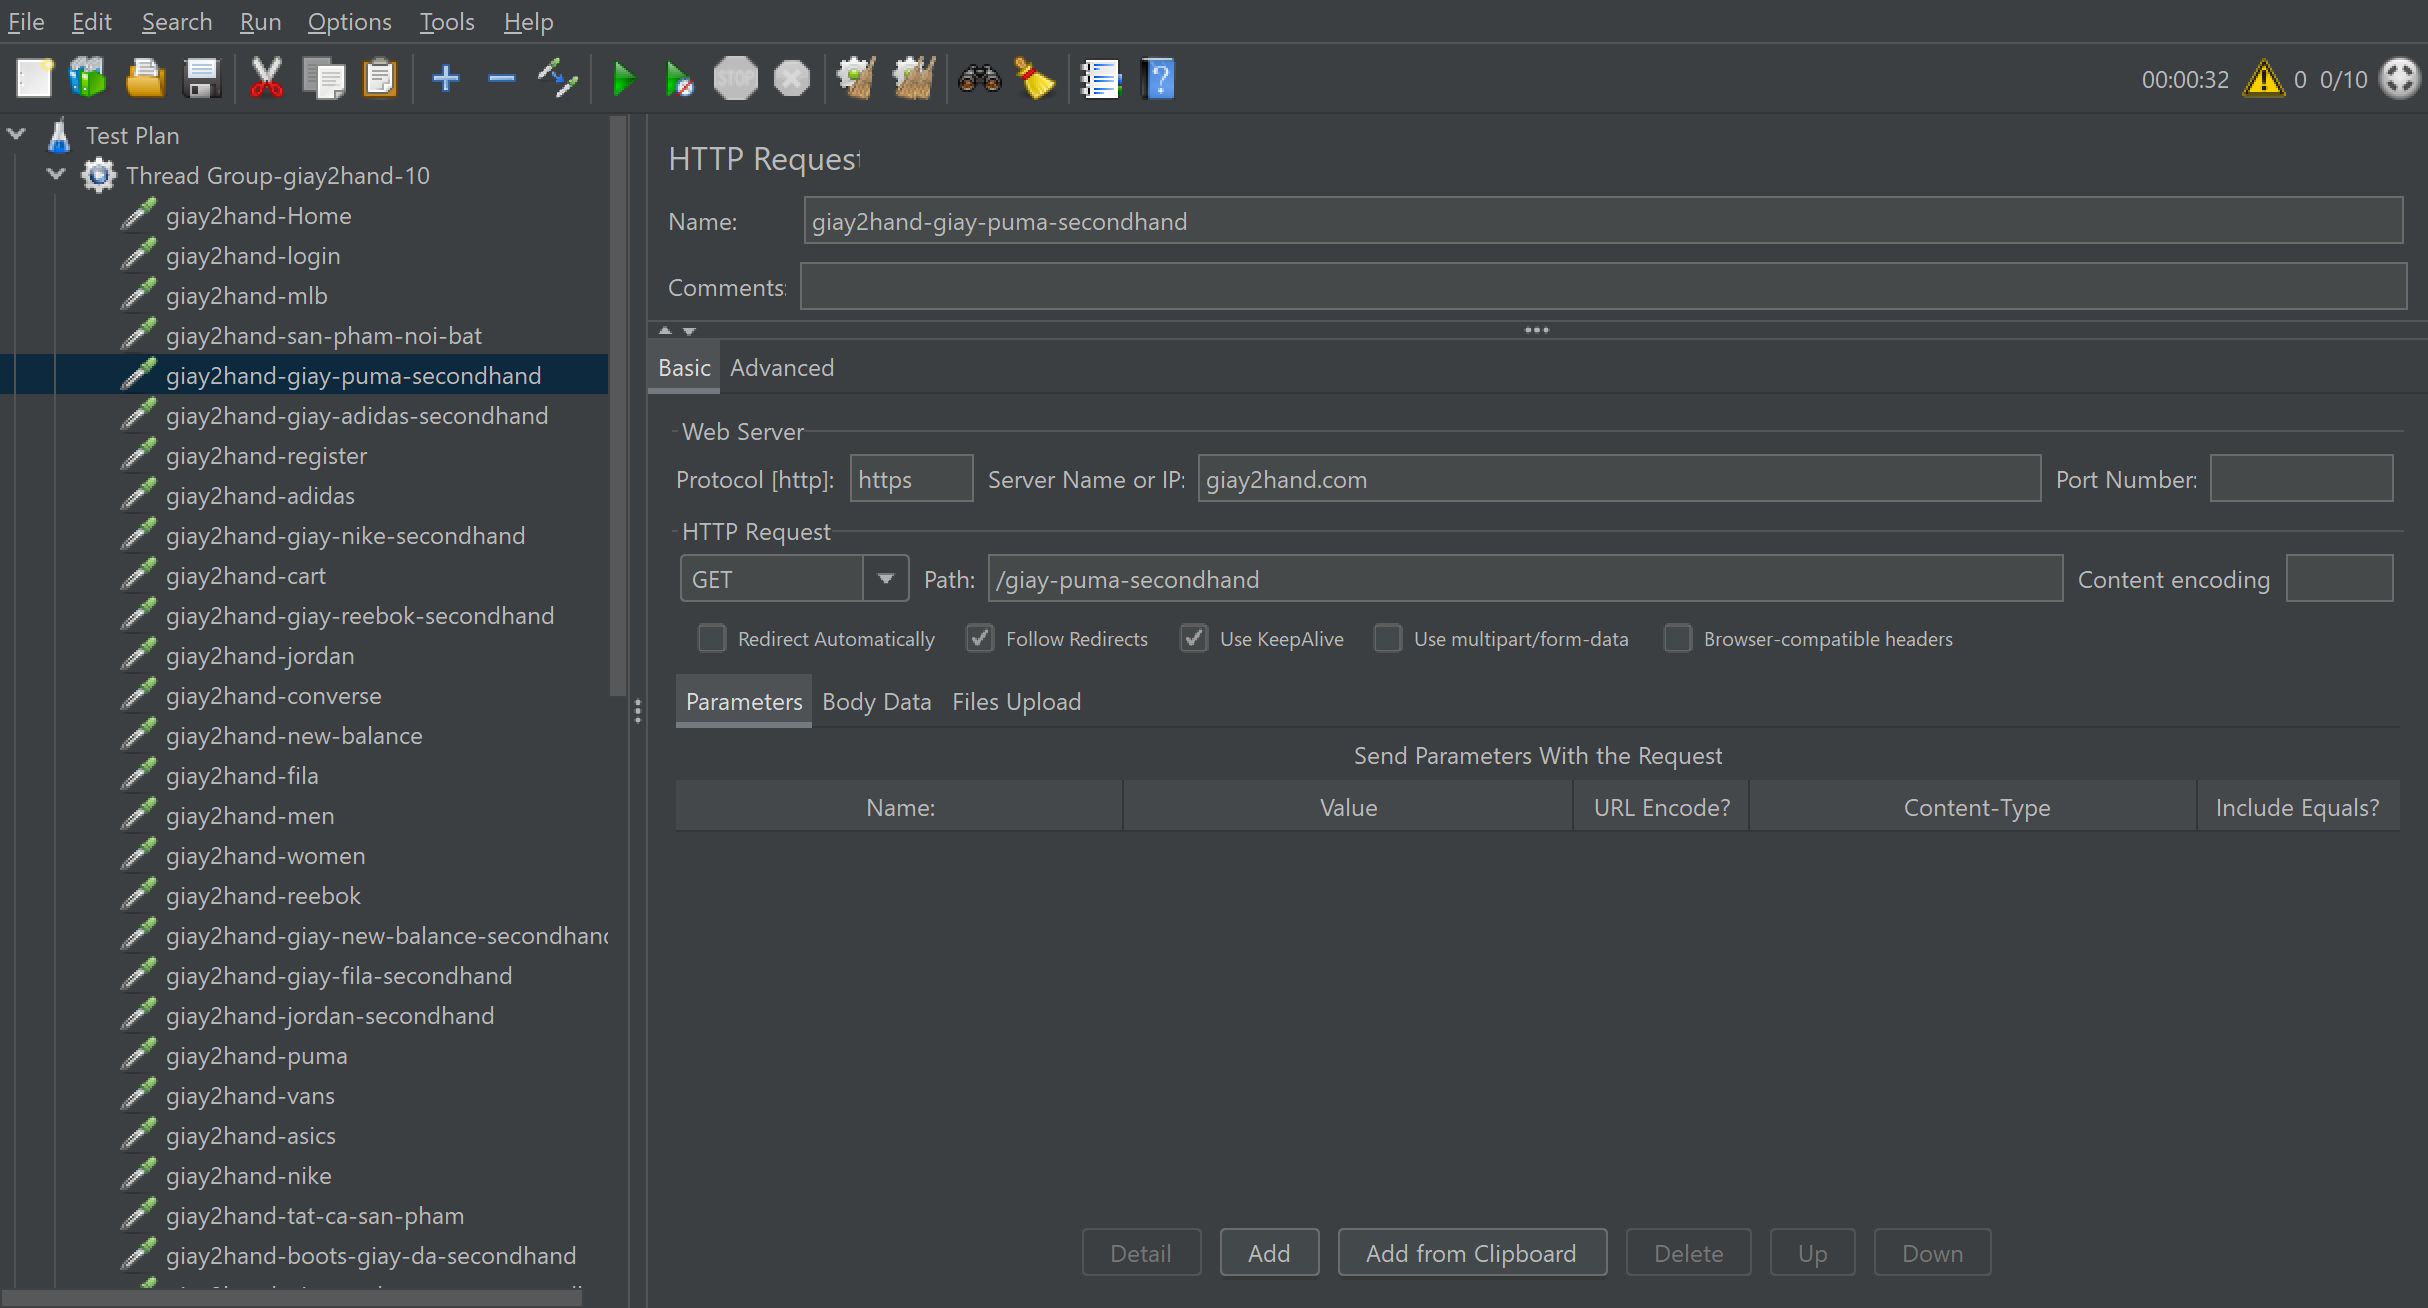 File Edit Search Run Options Tools Help
STOP 00:00:32 0 0/10
Test Plan
Thread Group-giay2hand-10
giay2hand-Home
giay2hand-login
giay2hand-mlb
giay2hand-san-pham-noi-bat
giay2hand-giay-puma-secondhand
giay2hand-giay-adidas-secondhand
giay2hand-register
giay2hand-adidas
giay2hand-giay-nike-secondhand
giay2hand-cart
giay2hand-giay-reebok-secondhand
giay2hand-jordan
giay2hand-converse
giay2hand-new-balance
giay2hand-fila
giay2hand-men
giay2hand-women
giay2hand-reebok
giay2hand-giay-new-balance-secondhand
giay2hand-giay-fila-secondhand
giay2hand-jordan-secondhand
giay2hand-puma
giay2hand-vans
giay2hand-asics
giay2hand-nike
giay2hand-tat-ca-san-pham
giay2hand-boots-giay-da-secondhand
HTTP Request
Name: giay2hand-giay-puma-secondhand
Comments:
Basic Advanced
Web Server
Protocol [http]: https Server Name or IP: giay2hand.com Port Number:
HTTP Request
GET Path: /giay-puma-secondhand Content encoding
Redirect Automatically Follow Redirects Use KeepAlive Use multipart/form-data Browser-compatible headers
Parameters Body Data Files Upload
Send Parameters With the Request
Name: Value URL Encode? Content-Type Include Equals?
Detail Add Add from Clipboard Delete Up Down